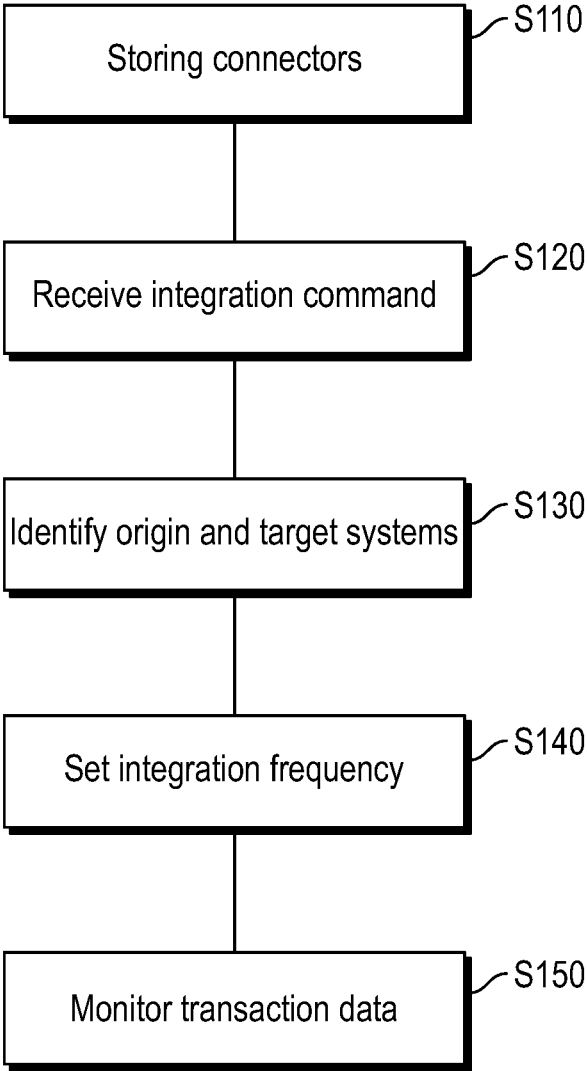 Storing connectors
S110
Receive integration command
S120
Identify origin and target systems
S130
Set integration frequency
S140
Monitor transaction data
S150